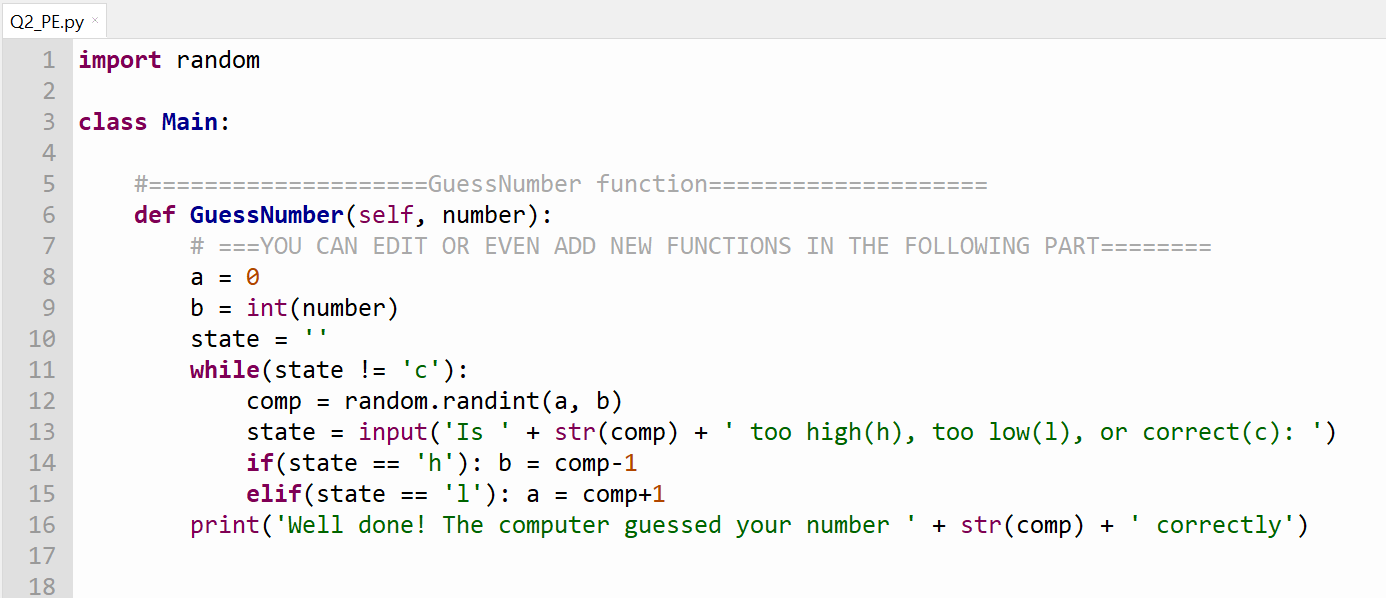 Q2_PE.py ×
1 import random
2
3 class Main:
4
5     #====================GuessNumber function====================
6     def GuessNumber(self, number):
7         # ===YOU CAN EDIT OR EVEN ADD NEW FUNCTIONS IN THE FOLLOWING PART========
8         a = 0
9         b = int(number)
10         state = ''
11         while(state != 'c'):
12             comp = random.randint(a, b)
13             state = input('Is ' + str(comp) + ' too high(h), too low(l), or correct(c): ')
14             if(state == 'h'): b = comp-1
15             elif(state == 'l'): a = comp+1
16         print('Well done! The computer guessed your number ' + str(comp) + ' correctly')
17
18